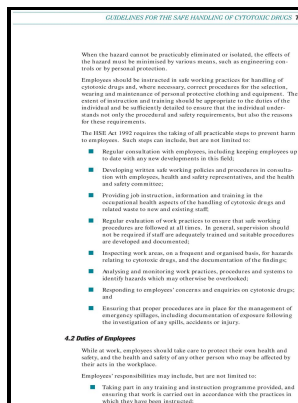 GUIDELINES FOR THE SAFE HANDLING OF CYTOTOXIC DRUGS
When the hazard cannot be practicably eliminated or isolated, the effects of
the hazard must be minimised by various means, such as engineering con-
trols or by personal protection.
Employees should be instructed in safe working practices for handling of
cytotoxic drugs and, where necessary, correct procedures for the selection,
wearing and maintenance of personal protective clothing and equipment. The
extent of instruction and training should be appropriate to the duties of the
individual and be sufficiently detailed to ensure that the individual under-
stands not only the procedural and safety requirements, but also the reasons
for these requirements.
The HSE Act 1992 requires the taking of all practicable steps to prevent harm
to employees. Such steps can include, but are not limited to:
■ Regular consultation with employees, including keeping employees up
to date with any new developments in this field;
■ Developing written safe working policies and procedures in consulta-
tion with employees, health and safety representatives, and the health
and safety committee;
■ Providing job instruction, information and training in the
occupational health aspects of the handling of cytotoxic drugs and
related waste to new and existing staff;
■ Regular evaluation of work practices to ensure that safe working
procedures are followed at all times. In general, supervision should
not be required if staff are adequately trained and suitable procedures
are developed and documented;
■ Inspecting work areas, on a frequent and organised basis, for hazards
relating to cytotoxic drugs, and the documentation of the findings;
■ Analysing and monitoring work practices, procedures and systems to
identify hazards which may otherwise be overlooked;
■ Responding to employees' concerns and enquiries on cytotoxic drugs;
and
■ Ensuring that proper procedures are in place for the management of
emergency spillages, including documentation of exposure following
the investigation of any spills, accidents or injury.
4.2 Duties of Employees
While at work, employees should take care to protect their own health and
safety, and the health and safety of any other person who may be affected by
their acts in the workplace.
Employees' responsibilities may include, but are not limited to:
■ Taking part in any training and instruction programme provided, and
ensuring that work is carried out in accordance with the practices in
which they have been instructed;